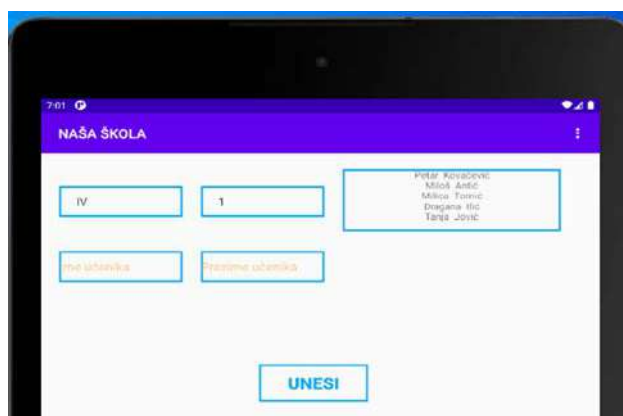 7:01
NAŠA ŠKOLA
IV
1
Petar Kovačević
Miloš Antić
Milica Tomić
Dragana Ilić
Tanja Jović
me učenika
Prezime učenika
UNESI